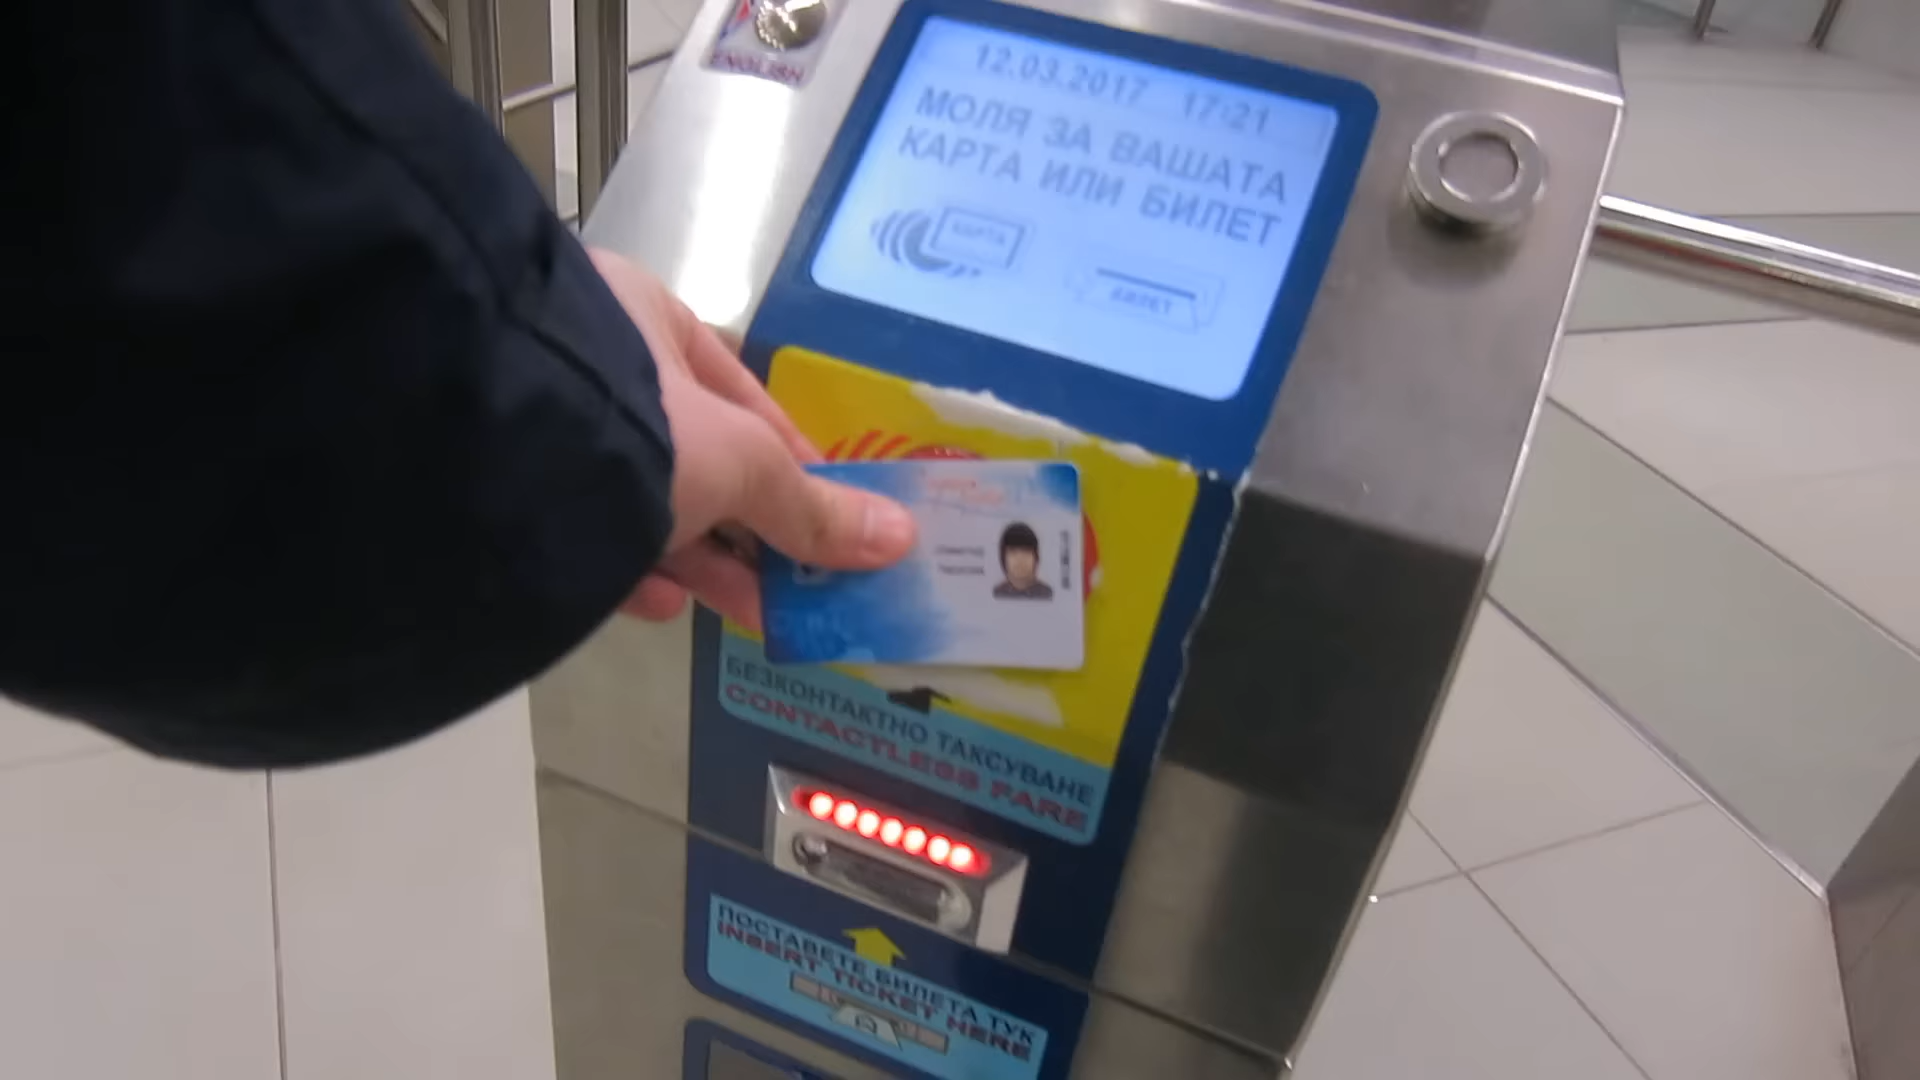 ENGLISH
12.03.2017 17:21
МОЛЯ ЗА ВАШАТА
КАРТА ИЛИ БИЛЕТ
КАРТА
БИЛЕТ
БЕЗКОНТАКТНО ТАКСУВАНЕ
CONTACTLESS FARE
ПОСТАВЕТЕ БИЛЕТА ТУК
INSERT TICKET HERE